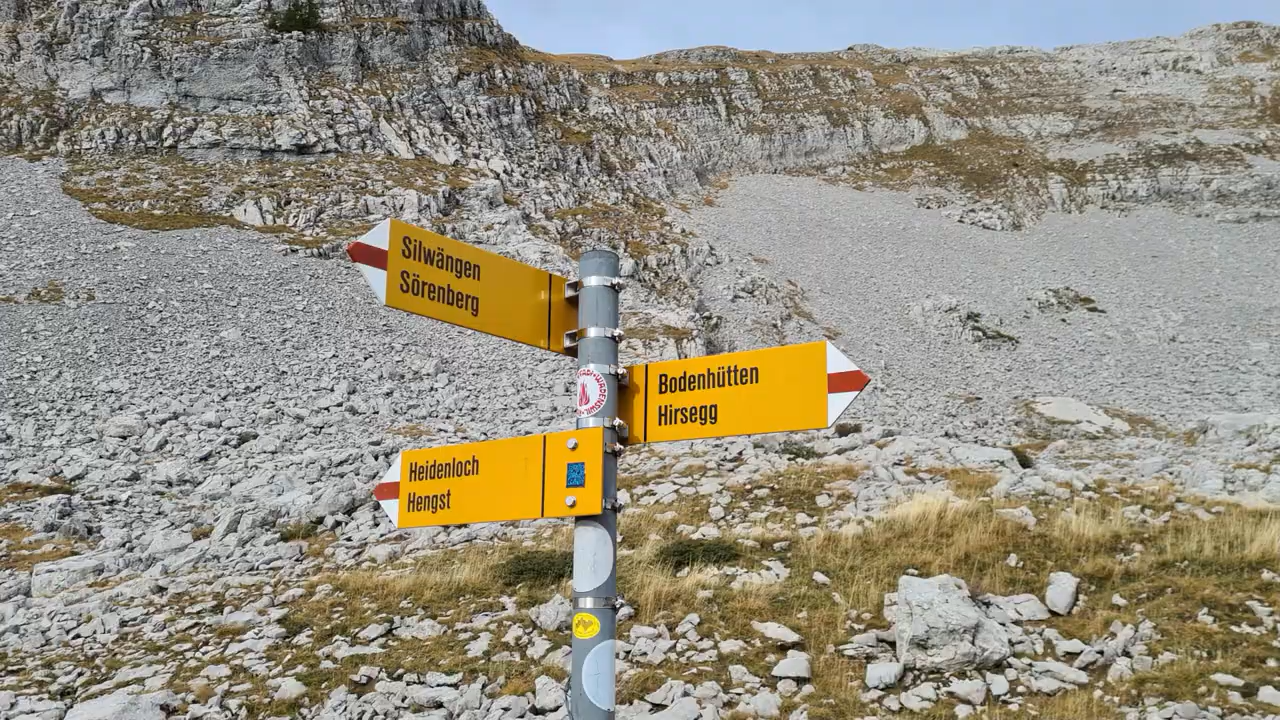 Silwängen
Sörenberg
Bodenhütten
Hirsegg
Heidenloch
Hengst